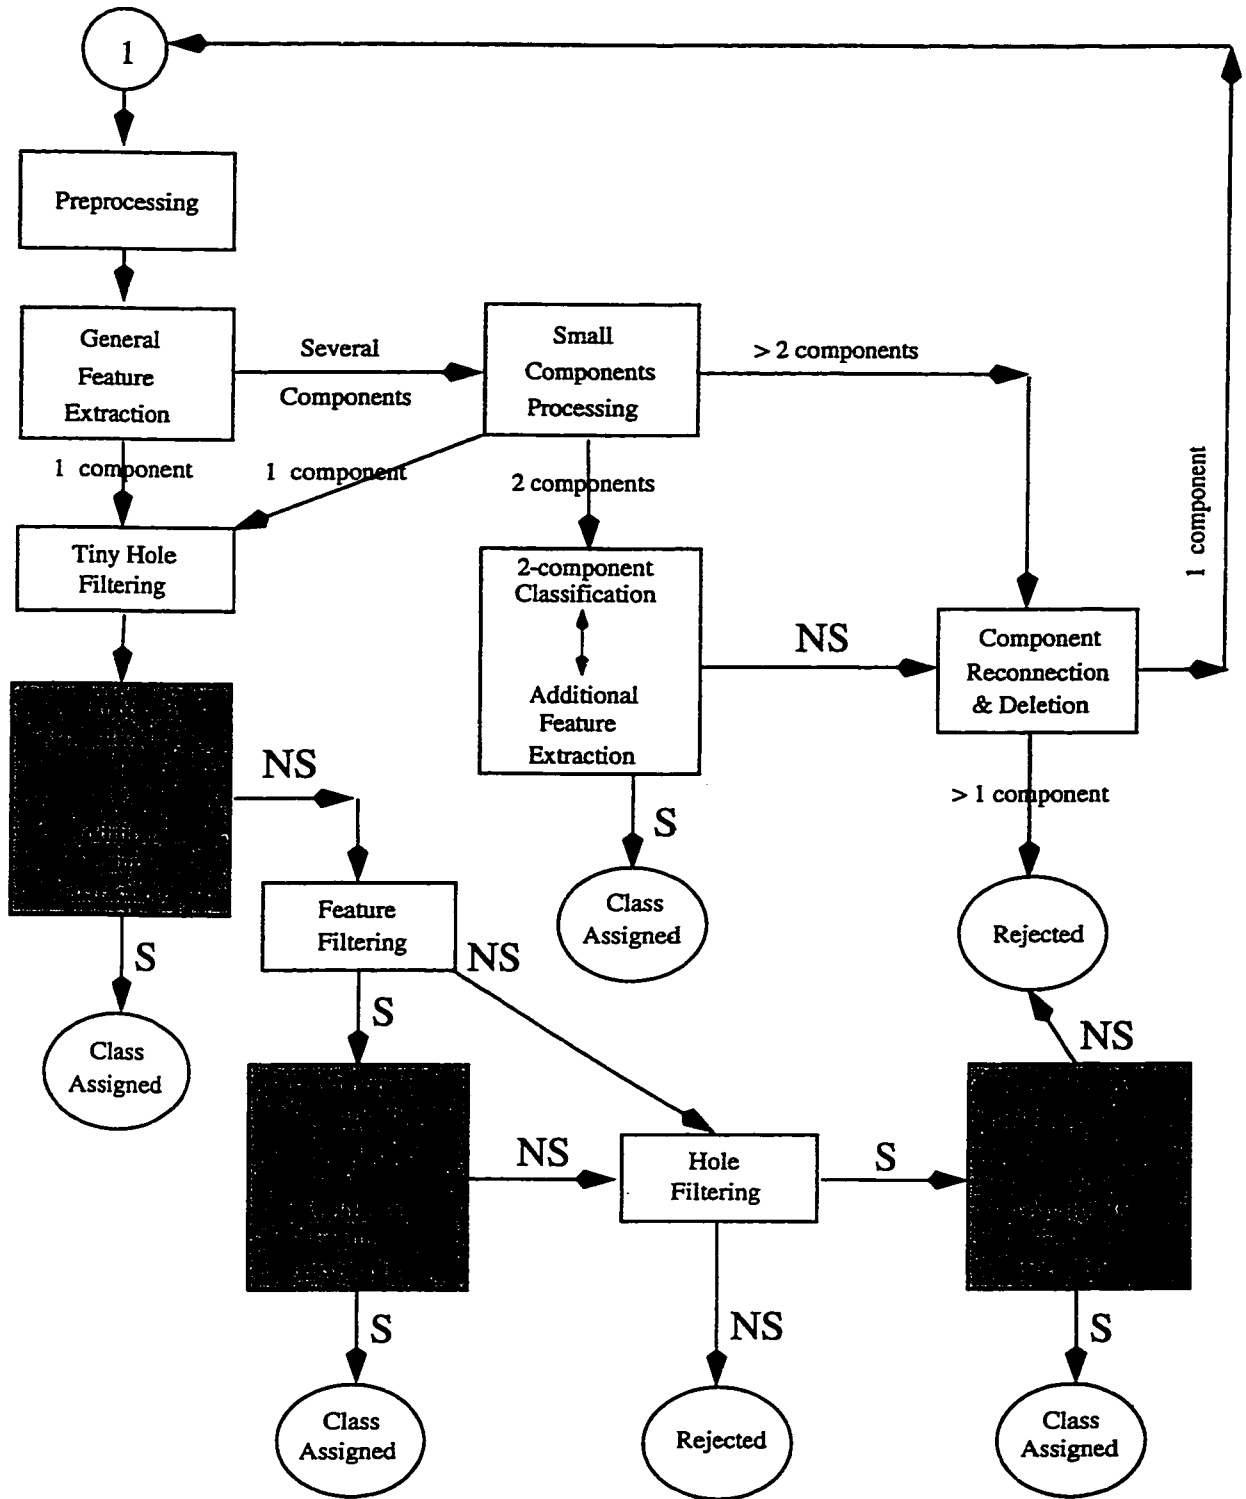 1
Preprocessing
General
Feature
Extraction
Several
Components
Small
Components
Processing
> 2 components
1 component
1 component
2 components
1 component
Tiny Hole
Filtering
2-component
Classification
Additional
Feature
Extraction
NS
Component
Reconnection
& Deletion
NS
> 1 component
S
Feature
Filtering
Class
Assigned
Rejected
S
NS
S
NS
Class
Assigned
NS
Hole
Filtering
S
S
NS
S
Class
Assigned
Rejected
Class
Assigned